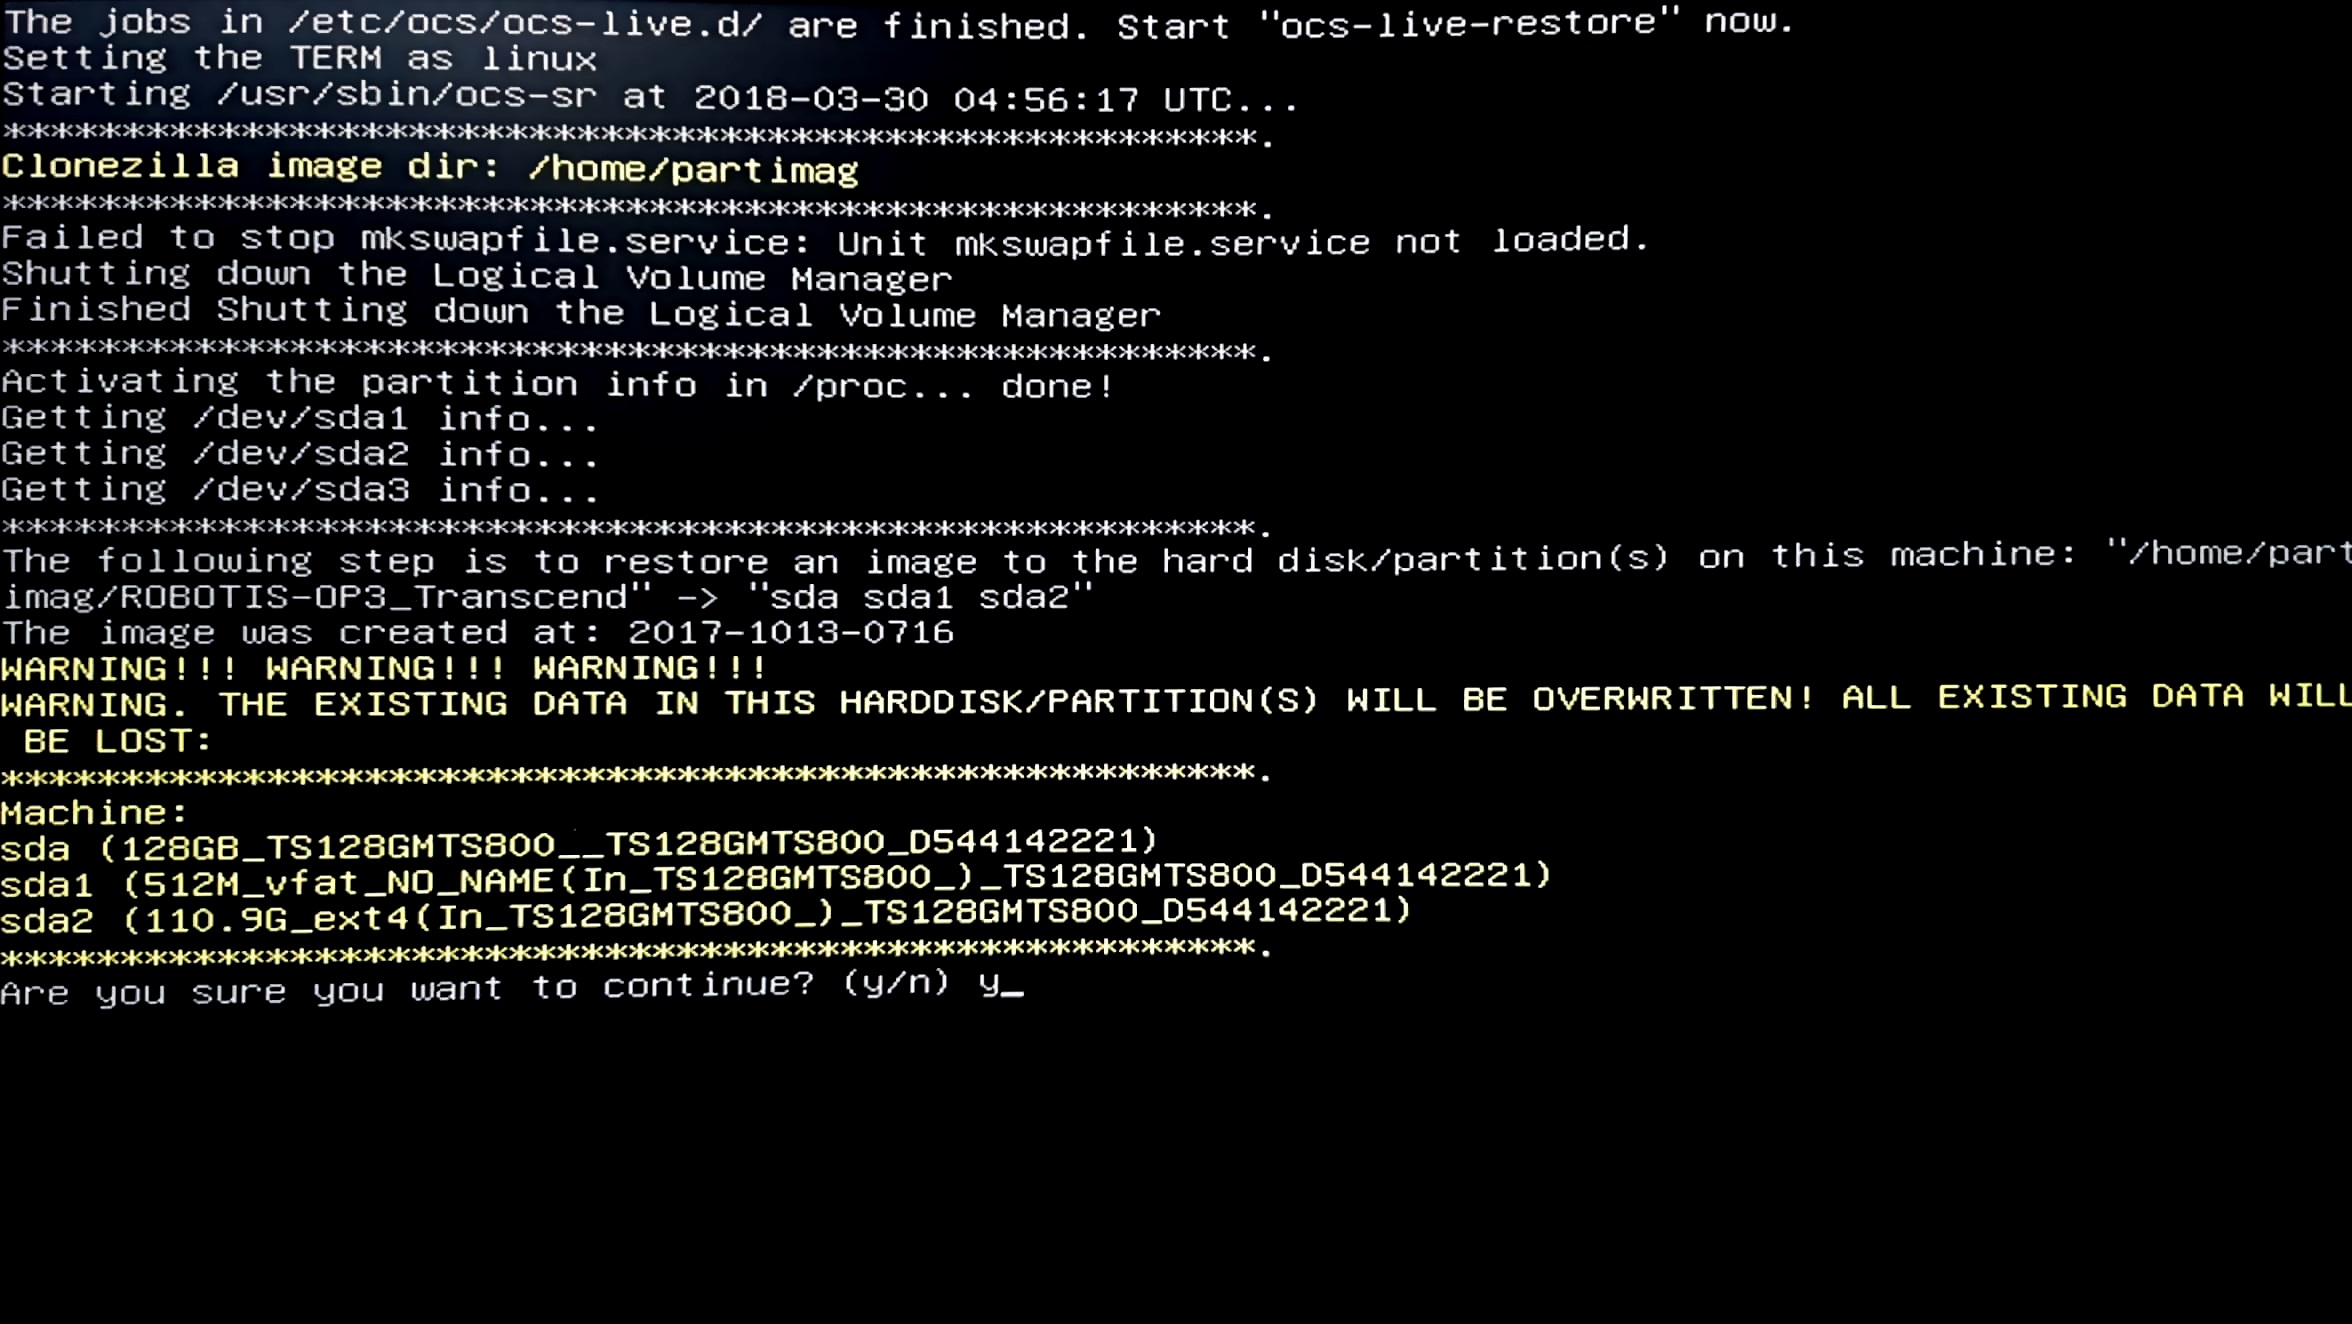 The jobs in /etc/ocs/ocs-live.d/ are finished. Start "ocs-live-restore" now.
Setting the TERM as linux
Starting /usr/sbin/ocs-sr at 2018-03-30 04:56:17 UTC...
*****************************************************.
Clonezilla image dir: /home/partimag
*****************************************************.
Failed to stop mkswapfile.service: Unit mkswapfile.service not loaded.
Shutting down the Logical Volume Manager
Finished Shutting down the Logical Volume Manager
*****************************************************.
Activating the partition info in /proc... done!
Getting /dev/sda1 info...
Getting /dev/sda2 info...
Getting /dev/sda3 info...
*****************************************************.
The following step is to restore an image to the hard disk/partition(s) on this machine: "/home/part
imag/ROBOTIS-OP3_Transcend" -> "sda sda1 sda2"
The image was created at: 2017-1013-0716
WARNING!!! WARNING!!! WARNING!!!
WARNING. THE EXISTING DATA IN THIS HARDDISK/PARTITION(S) WILL BE OVERWRITTEN! ALL EXISTING DATA WILL
 BE LOST:
*****************************************************.
Machine:
sda (128GB_TS128GMTS800__TS128GMTS800_D544142221)
sda1 (512M_vfat_NO_NAME(In_TS128GMTS800_)_TS128GMTS800_D544142221)
sda2 (110.9G_ext4(In_TS128GMTS800_)_TS128GMTS800_D544142221)
*****************************************************.
Are you sure you want to continue? (y/n) y_